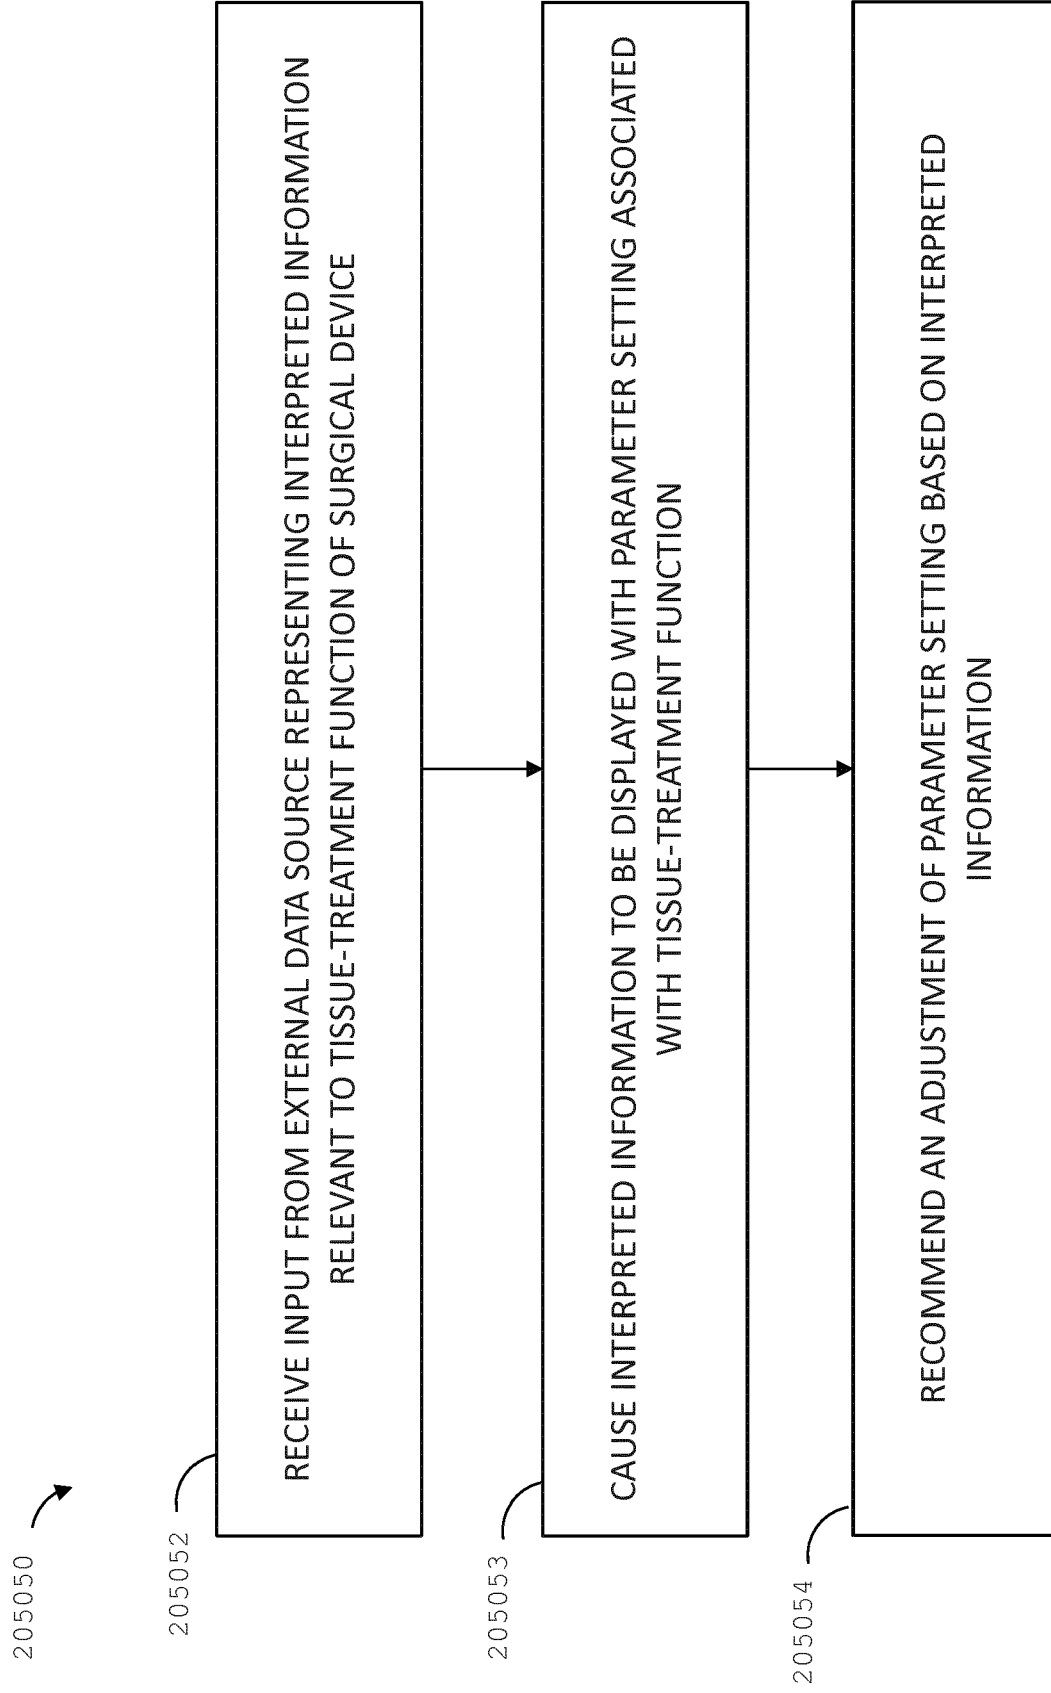 205050
205052
RECEIVE INPUT FROM EXTERNAL DATA SOURCE REPRESENTING INTERPRETED INFORMATION
RELEVANT TO TISSUE-TREATMENT FUNCTION OF SURGICAL DEVICE
205053
CAUSE INTERPRETED INFORMATION TO BE DISPLAYED WITH PARAMETER SETTING ASSOCIATED
WITH TISSUE-TREATMENT FUNCTION
205054
RECOMMEND AN ADJUSTMENT OF PARAMETER SETTING BASED ON INTERPRETED
INFORMATION